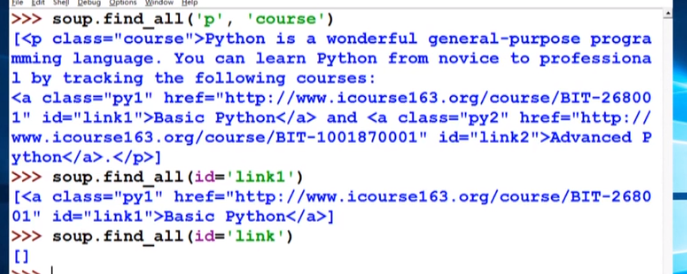 File Edit Shell Debug Options Window Help
>>> soup.find_all('p', 'course')
[<p class="course">Python is a wonderful general-purpose progra
mming language. You can learn Python from novice to professiona
l by tracking the following courses:
<a class="py1" href="http://www.icourse163.org/course/BIT-26800
1" id="link1">Basic Python</a> and <a class="py2" href="http://
www.icourse163.org/course/BIT-1001870001" id="link2">Advanced P
ython</a>.</p>]
>>> soup.find_all(id='link1')
[<a class="py1" href="http://www.icourse163.org/course/BIT-2680
01" id="link1">Basic Python</a>]
>>> soup.find_all(id='link')
[]
>>>